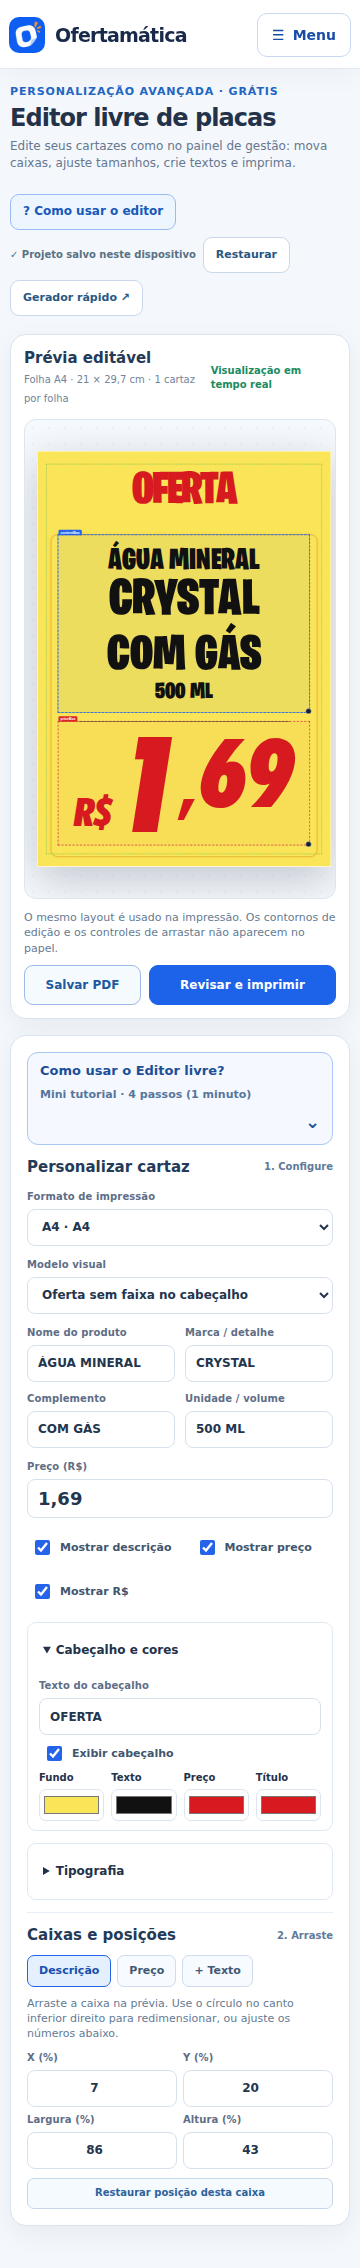 Ofertamática
☰ Menu
PERSONALIZAÇÃO AVANÇADA · GRÁTIS
Editor livre de placas
Edite seus cartazes como no painel de gestão: mova
caixas, ajuste tamanhos, crie textos e imprima.
? Como usar o editor
✓ Projeto salvo neste dispositivo
Restaurar
Gerador rápido ↗
Prévia editável
Folha A4 · 21 × 29,7 cm · 1 cartaz
por folha
Visualização em
tempo real
OFERTA
ÁGUA MINERAL
CRYSTAL
COM GÁS
500 ML
R$ 1,69
O mesmo layout é usado na impressão. Os contornos de
edição e os controles de arrastar não aparecem no
papel.
Salvar PDF
Revisar e imprimir
Como usar o Editor livre?
Mini tutorial · 4 passos (1 minuto)
Personalizar cartaz
1. Configure
Formato de impressão
A4 · A4
Modelo visual
Oferta sem faixa no cabeçalho
Nome do produto
Marca / detalhe
ÁGUA MINERAL
CRYSTAL
Complemento
Unidade / volume
COM GÁS
500 ML
Preço (R$)
1,69
Mostrar descrição
Mostrar preço
Mostrar R$
▼ Cabeçalho e cores
Texto do cabeçalho
OFERTA
Exibir cabeçalho
Fundo
Texto
Preço
Título
▶ Tipografia
Caixas e posições
2. Arraste
Descrição
Preço
+ Texto
Arraste a caixa na prévia. Use o círculo no canto
inferior direito para redimensionar, ou ajuste os
números abaixo.
X (%)
Y (%)
7
20
Largura (%)
Altura (%)
86
43
Restaurar posição desta caixa